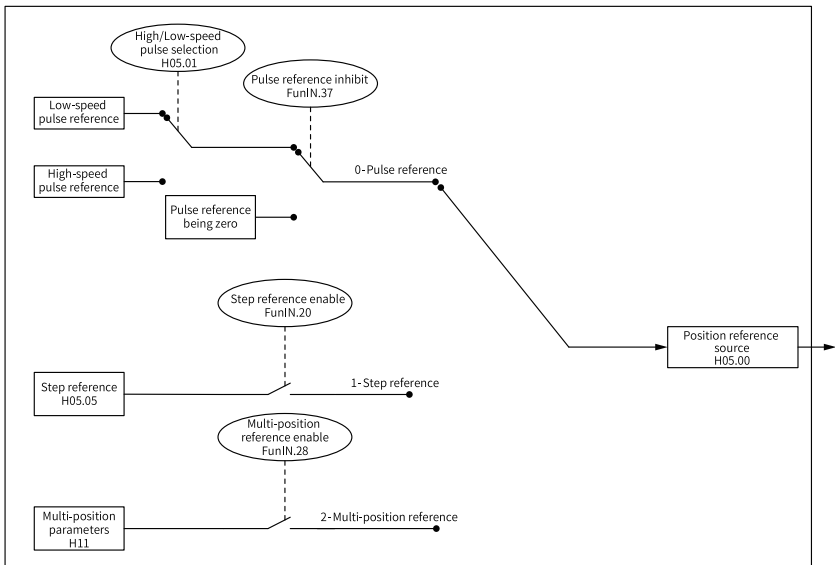 High/Low-speed
pulse selection
H05.01
Pulse reference inhibit
FunIN.37
Low-speed
pulse reference
High-speed
pulse reference
0-Pulse reference
Pulse reference
being zero
Step reference enable
FunIN.20
Position reference
source
H05.00
Step reference
H05.05
1-Step reference
Multi-position
reference enable
FunIN.28
Multi-position
parameters
H11
2-Multi-position reference